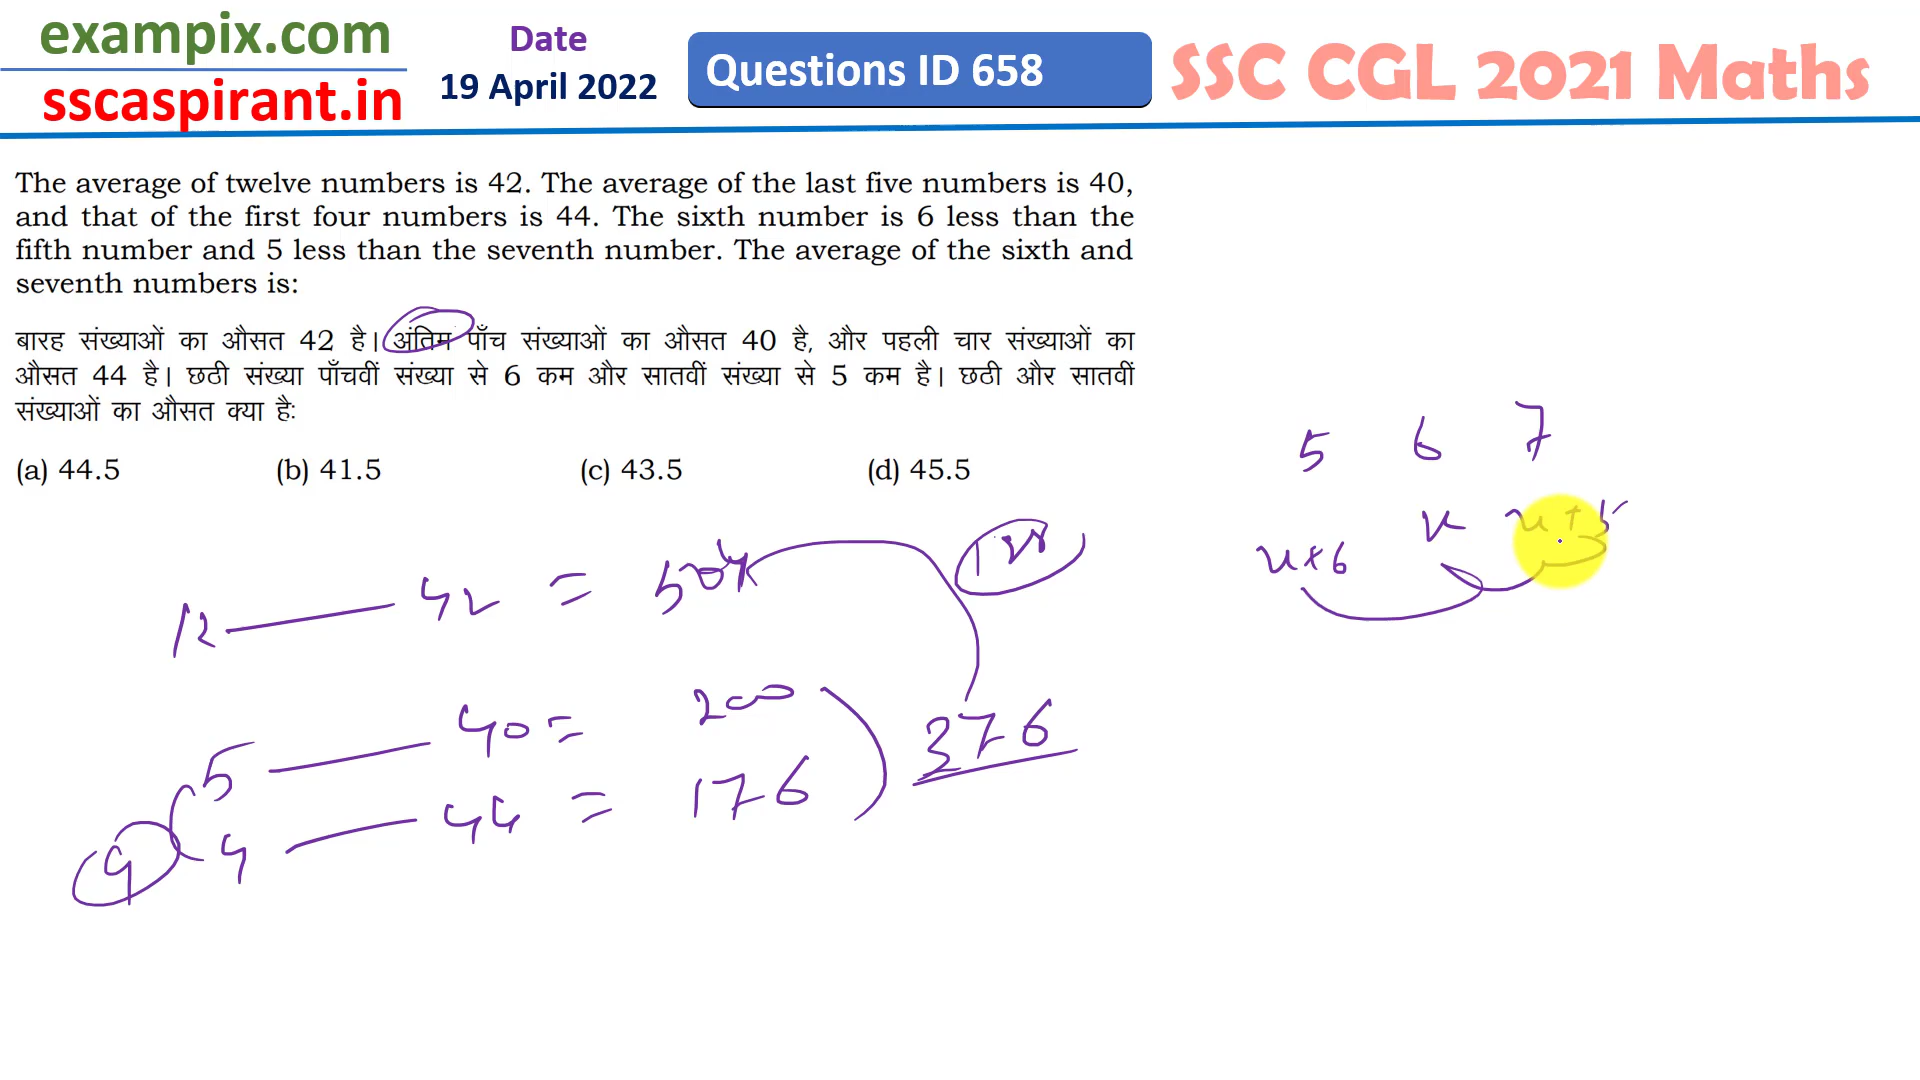 exampix.com
sscaspirant.in
Date
19 April 2022
Questions ID 658
SSC CGL 2021 Maths
The average of twelve numbers is 42. The average of the last five numbers is 40,
and that of the first four numbers is 44. The sixth number is 6 less than the
fifth number and 5 less than the seventh number. The average of the sixth and
seventh numbers is:
बारह संख्याओं का औसत 42 है। अंतिम पाँच संख्याओं का औसत 40 है, और पहली चार संख्याओं का
औसत 44 है। छठी संख्या पाँचवीं संख्या से 6 कम और सातवीं संख्या से 5 कम है। छठी और सातवीं
संख्याओं का औसत क्या है:
(a) 44.5 (b) 41.5 (c) 43.5 (d) 45.5
5 6 7
x+6 x x+5
12 — 42 = 504
128
5 — 40 = 200
4 — 44 = 176
376
9